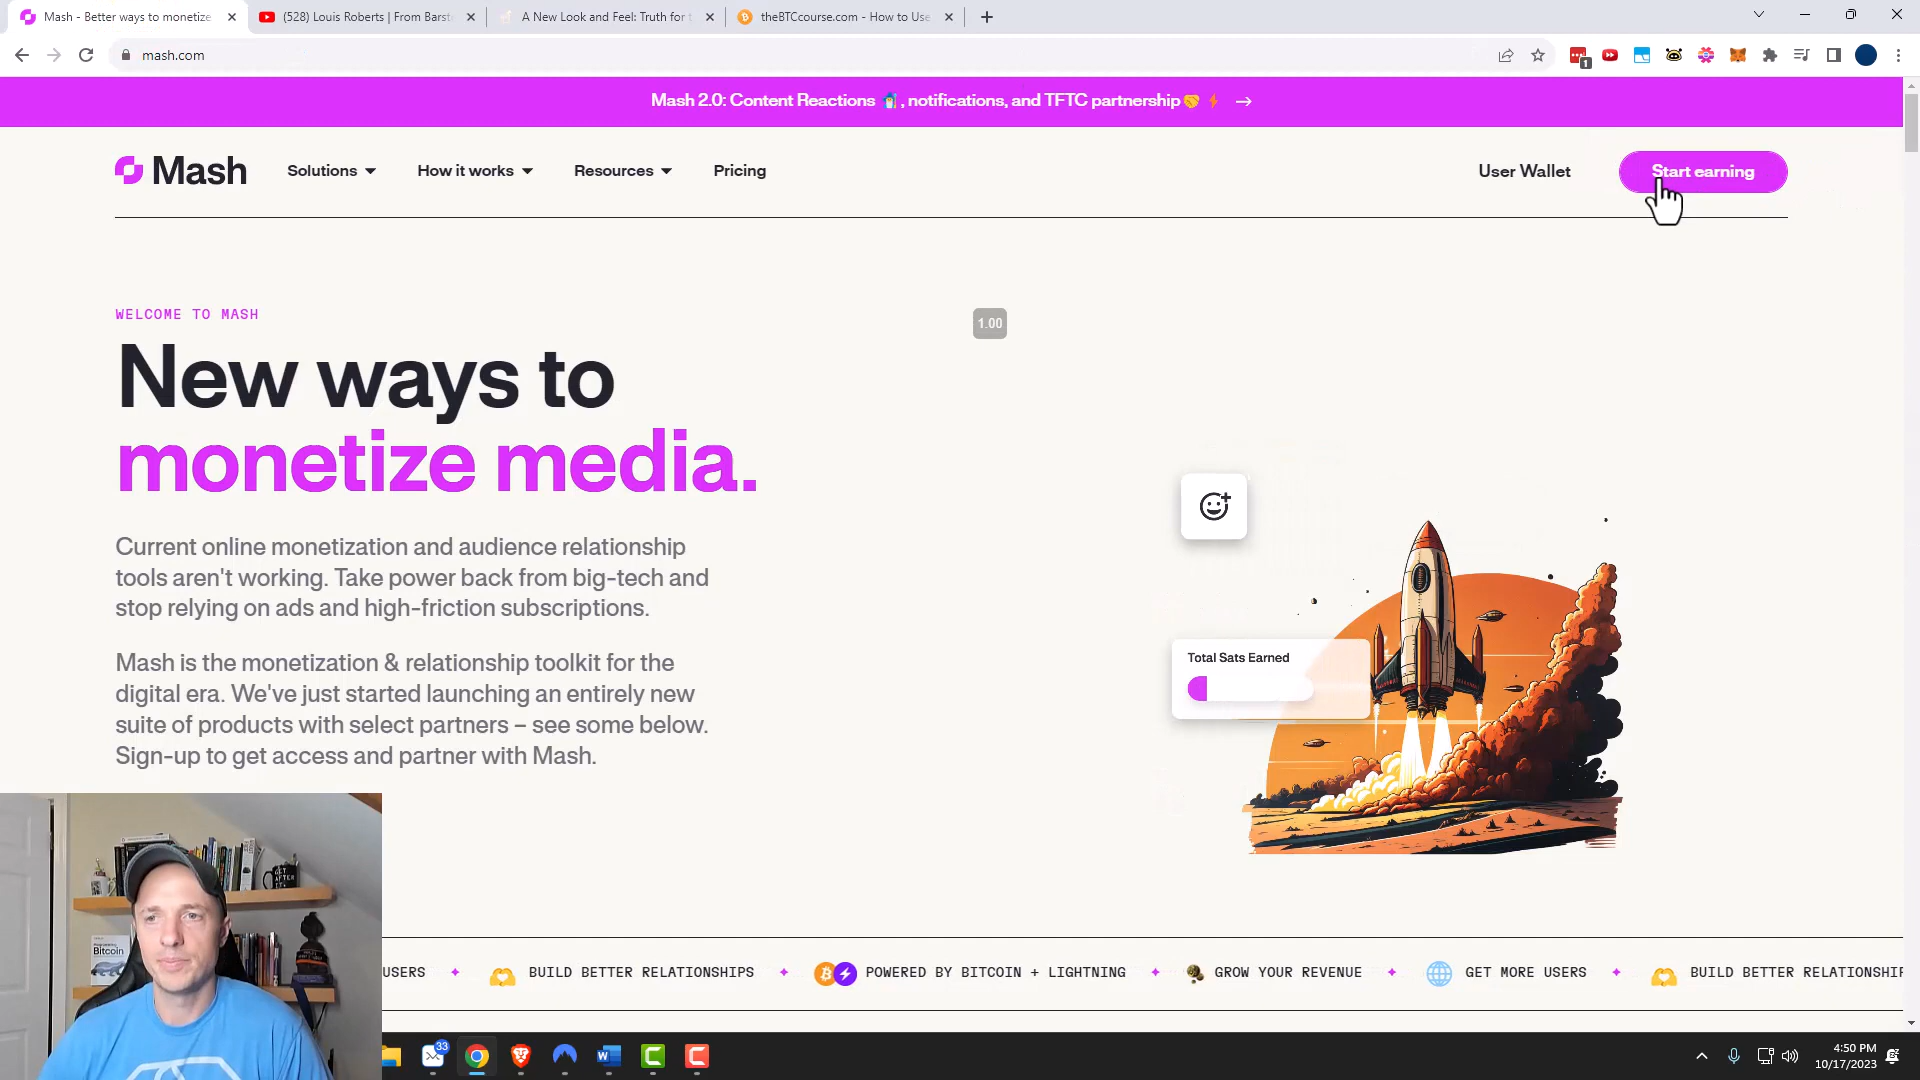 Mash - Better ways to monetize
(528) Louis Roberts | From Barst
A New Look and Feel: Truth for t
theBTCcourse.com - How to Use
mash.com
1
Mash 2.0: Content Reactions 🧃, notifications, and TFTC partnership🤝⚡ →
Mash
Solutions
How it works
Resources
Pricing
User Wallet
Start earning
WELCOME TO MASH
1.00
New ways to
monetize media.
Current online monetization and audience relationship
tools aren't working. Take power back from big-tech and
stop relying on ads and high-friction subscriptions.
Mash is the monetization & relationship toolkit for the
digital era. We've just started launching an entirely new
suite of products with select partners – see some below.
Sign-up to get access and partner with Mash.
Total Sats Earned
GET AFTER IT
Bitcoin
USERS ✦ BUILD BETTER RELATIONSHIPS ✦ POWERED BY BITCOIN + LIGHTNING ✦ GROW YOUR REVENUE ✦ GET MORE USERS ✦ BUILD BETTER RELATIONSHIP
33
4:50 PM
10/17/2023